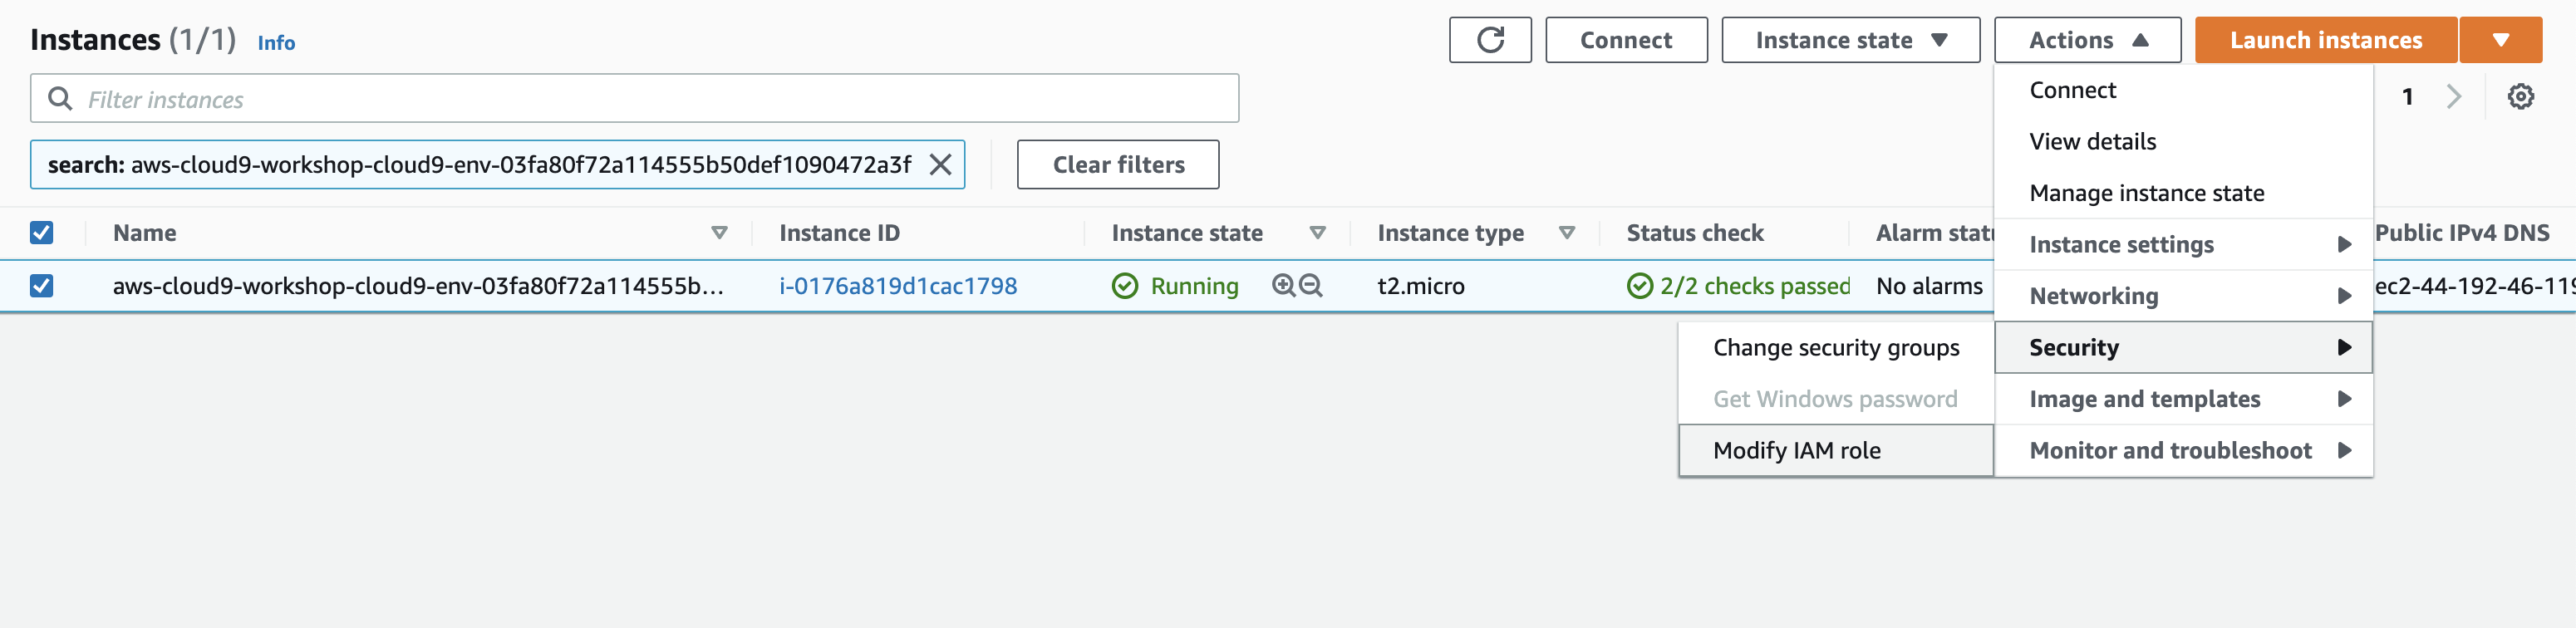 Instances (1/1) Info
Connect
Instance state
Actions
Launch instances
Filter instances
1
search: aws-cloud9-workshop-cloud9-env-03fa80f72a114555b50def1090472a3f
Clear filters
Name
Instance ID
Instance state
Instance type
Status check
Alarm statu
Public IPv4 DNS
aws-cloud9-workshop-cloud9-env-03fa80f72a114555b...
i-0176a819d1cac1798
Running
t2.micro
2/2 checks passed
No alarms
ec2-44-192-46-119
Connect
View details
Manage instance state
Instance settings
Networking
Security
Image and templates
Monitor and troubleshoot
Change security groups
Get Windows password
Modify IAM role